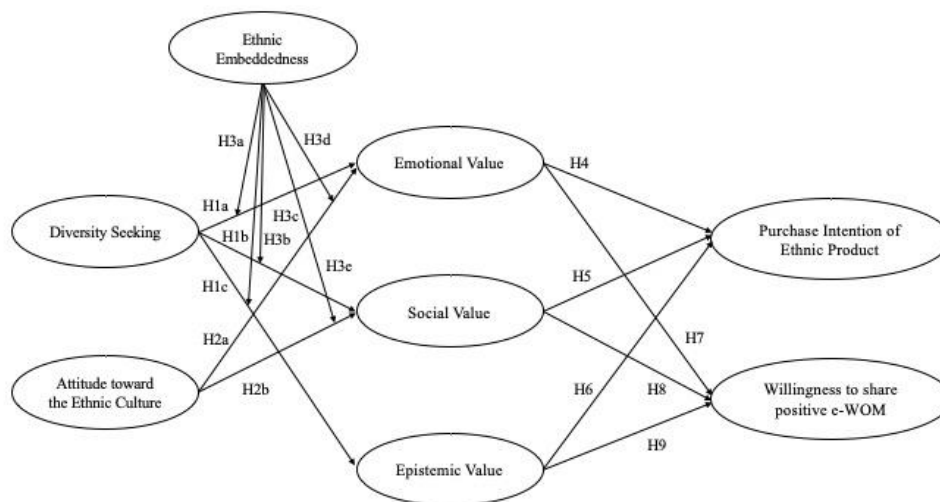 Ethnic
Embeddedness
H3a
H3d
Emotional Value
H4
H1a
H3c
Diversity Seeking
H1b
H3b
Purchase Intention of
Ethnic Product
H3e
H5
H1c
Social Value
H2a
H7
Attitude toward
the Ethnic Culture
H2b
H6
H8
Willingness to share
positive e-WOM
H9
Epistemic Value